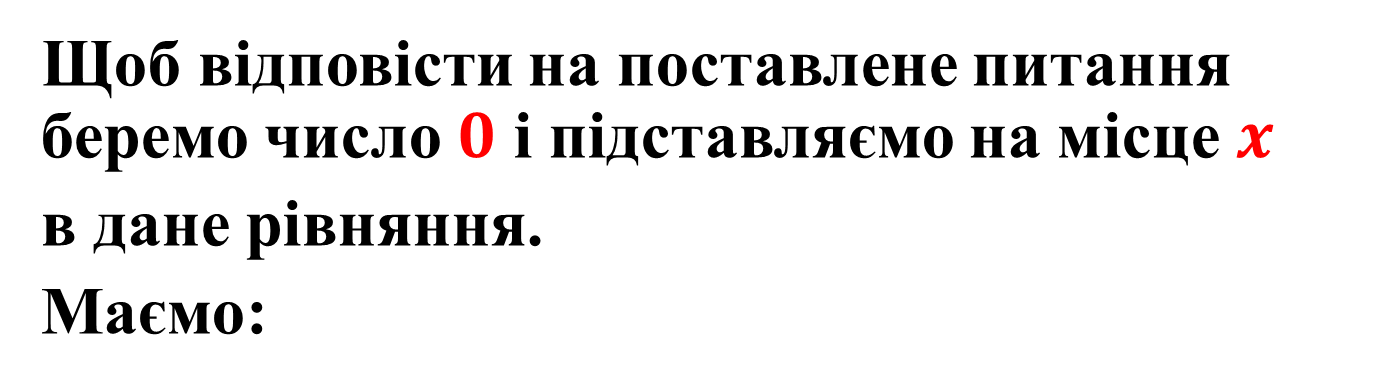 Щоб відповісти на поставлене питання
беремо число 0 і підставляємо на місце x
в дане рівняння.
Маємо: